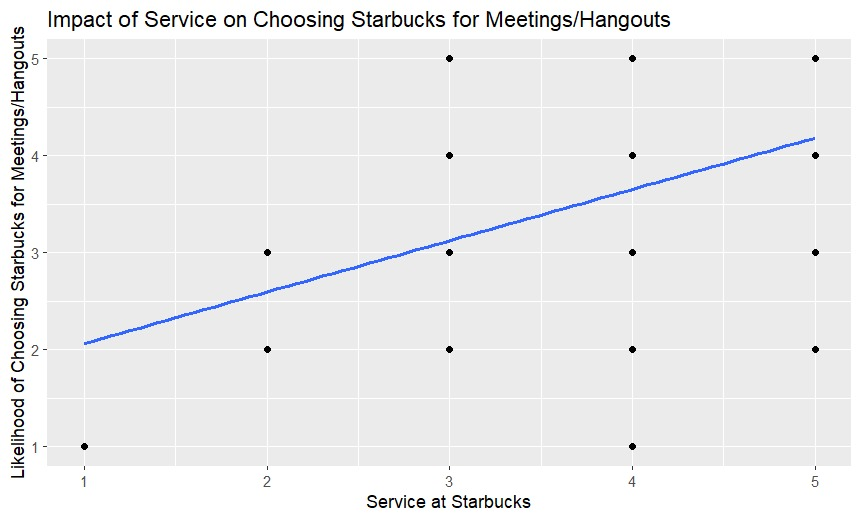 Impact of Service on Choosing Starbucks for Meetings/Hangouts
Likelihood of Choosing Starbucks for Meetings/Hangouts
5
4
3
2
1
1 2 3 4 5
Service at Starbucks